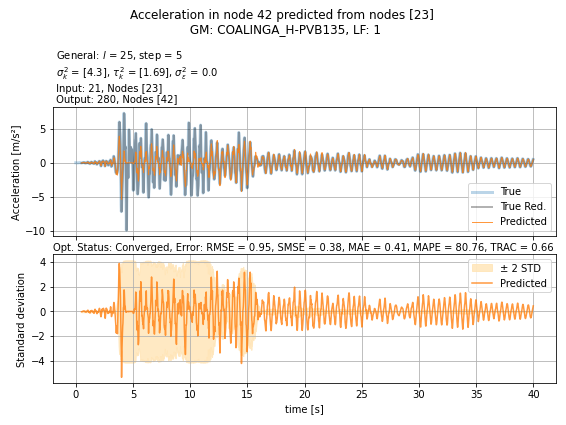 Acceleration in node 42 predicted from nodes [23]
GM: COALINGA_H-PVB135, LF: 1
General: l = 25, step = 5
σ²ₖ = [4.3], τ²ₖ = [1.69], σ²ε = 0.0
Input: 21, Nodes [23]
Output: 280, Nodes [42]
Acceleration [m/s²]
5
0
−5
−10
True
True Red.
Predicted
Opt. Status: Converged, Error: RMSE = 0.95, SMSE = 0.38, MAE = 0.41, MAPE = 80.76, TRAC = 0.66
Standard deviation
4
2
0
−2
−4
± 2 STD
Predicted
0 5 10 15 20 25 30 35 40
time [s]